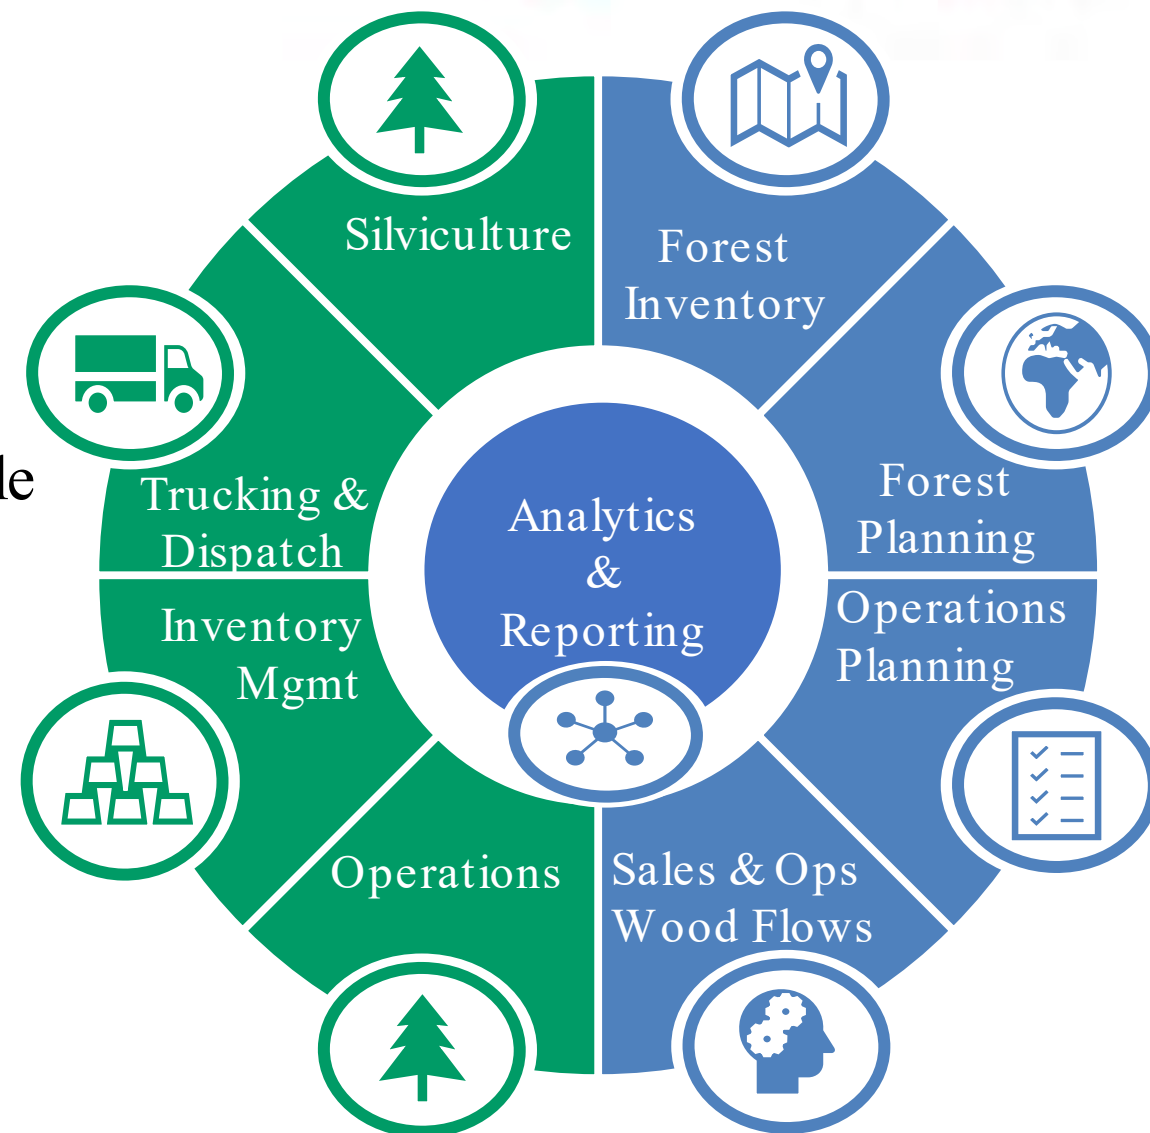 Silviculture
Forest
Inventory
Forest
Planning
Operations
Planning
Sales & Ops
Wood Flows
Operations
Inventory
Mgmt
Trucking &
Dispatch
Analytics
&
Reporting